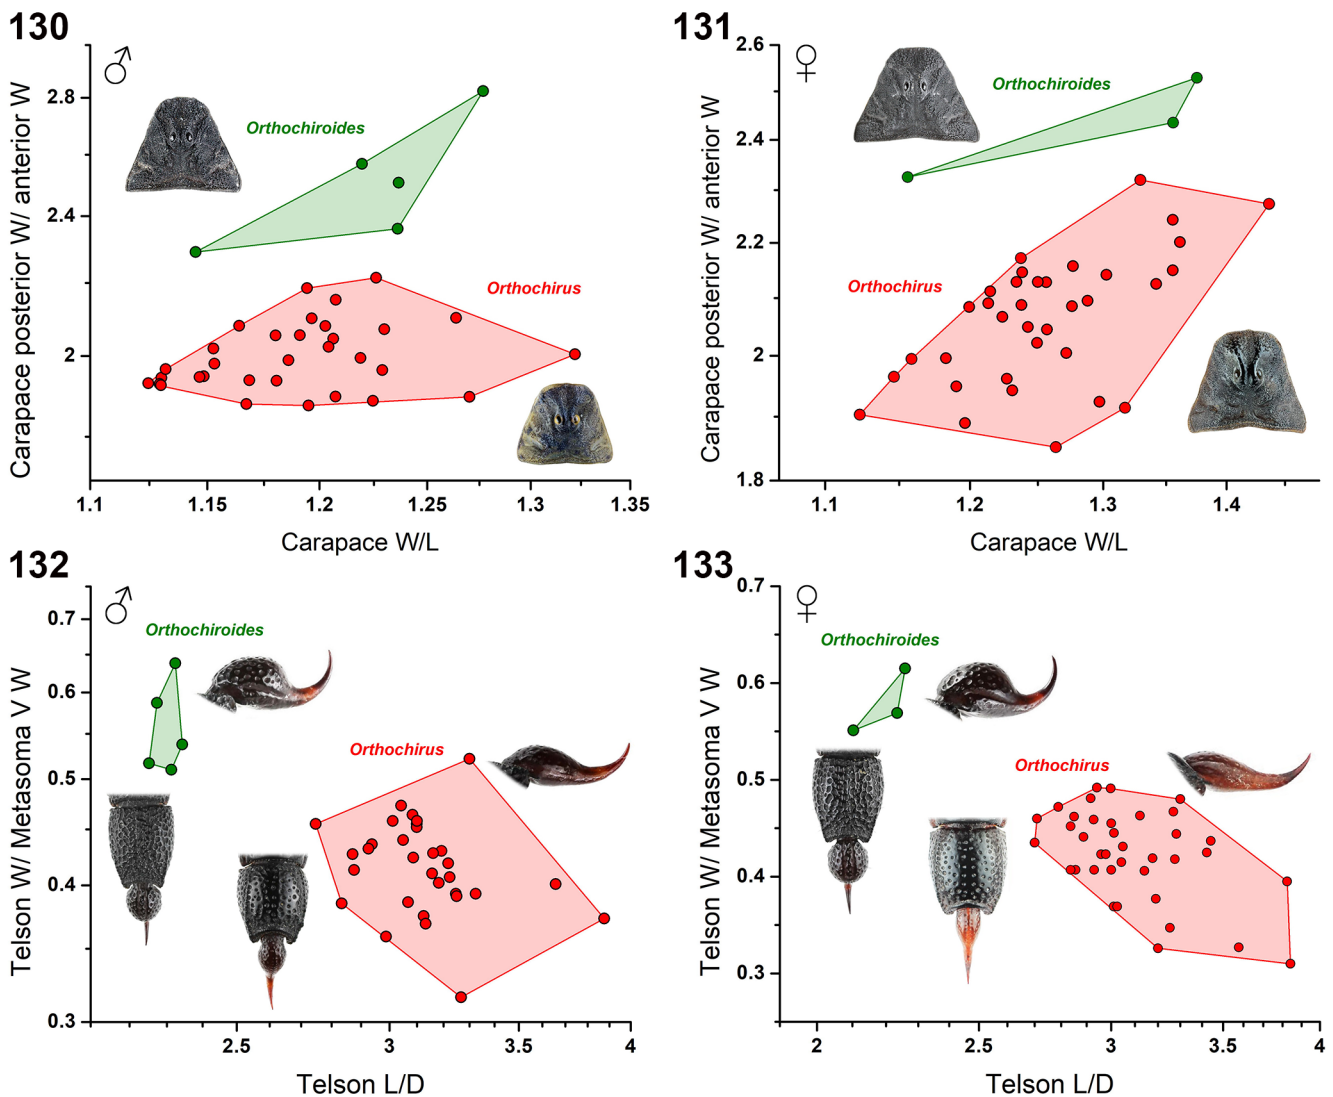 130
♂
Orthochiroides
Orthochirus
Carapace posterior W/ anterior W
2.8
2.4
2
1.1
1.15
1.2
1.25
1.3
1.35
Carapace W/L
131
♀
Orthochiroides
Orthochirus
Carapace posterior W/ anterior W
2.6
2.4
2.2
2
1.8
1.1
1.2
1.3
1.4
Carapace W/L
132
♂
Orthochiroides
Orthochirus
Telson W/ Metasoma V W
0.7
0.6
0.5
0.4
0.3
2.5
3
3.5
4
Telson L/D
133
♀
Orthochiroides
Orthochirus
Telson W/ Metasoma V W
0.7
0.6
0.5
0.4
0.3
2
2.5
3
3.5
4
Telson L/D